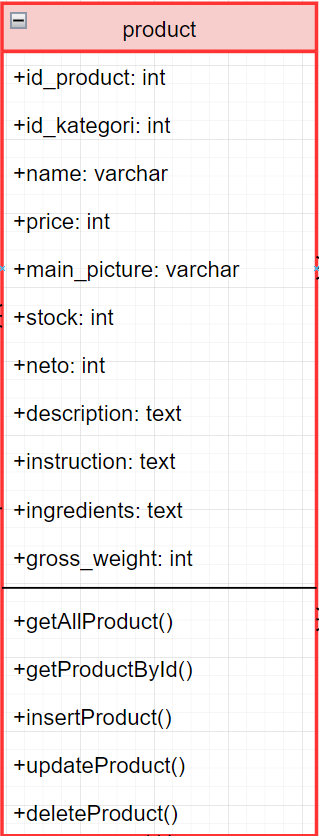 product
+id_product: int
+id_kategori: int
+name: varchar
+price: int
+main_picture: varchar
+stock: int
+neto: int
+description: text
+instruction: text
+ingredients: text
+gross_weight: int
+getAllProduct()
+getProductById()
+insertProduct()
+updateProduct()
+deleteProduct()